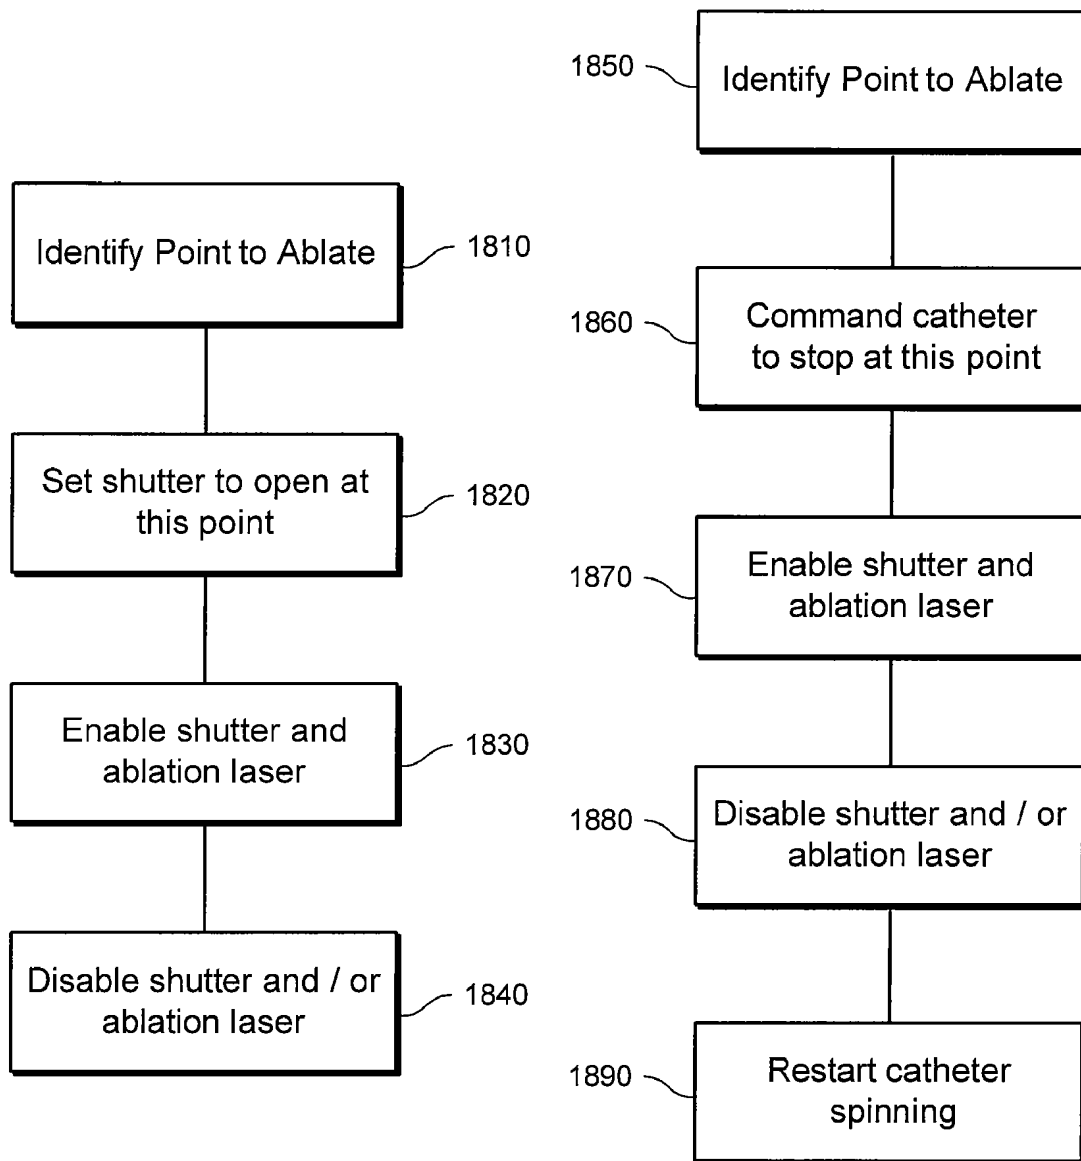 Identify Point to Ablate
1810
Set shutter to open at
this point
1820
Enable shutter and
ablation laser
1830
Disable shutter and / or
ablation laser
1840
1850
Identify Point to Ablate
1860
Command catheter
to stop at this point
1870
Enable shutter and
ablation laser
1880
Disable shutter and / or
ablation laser
1890
Restart catheter
spinning